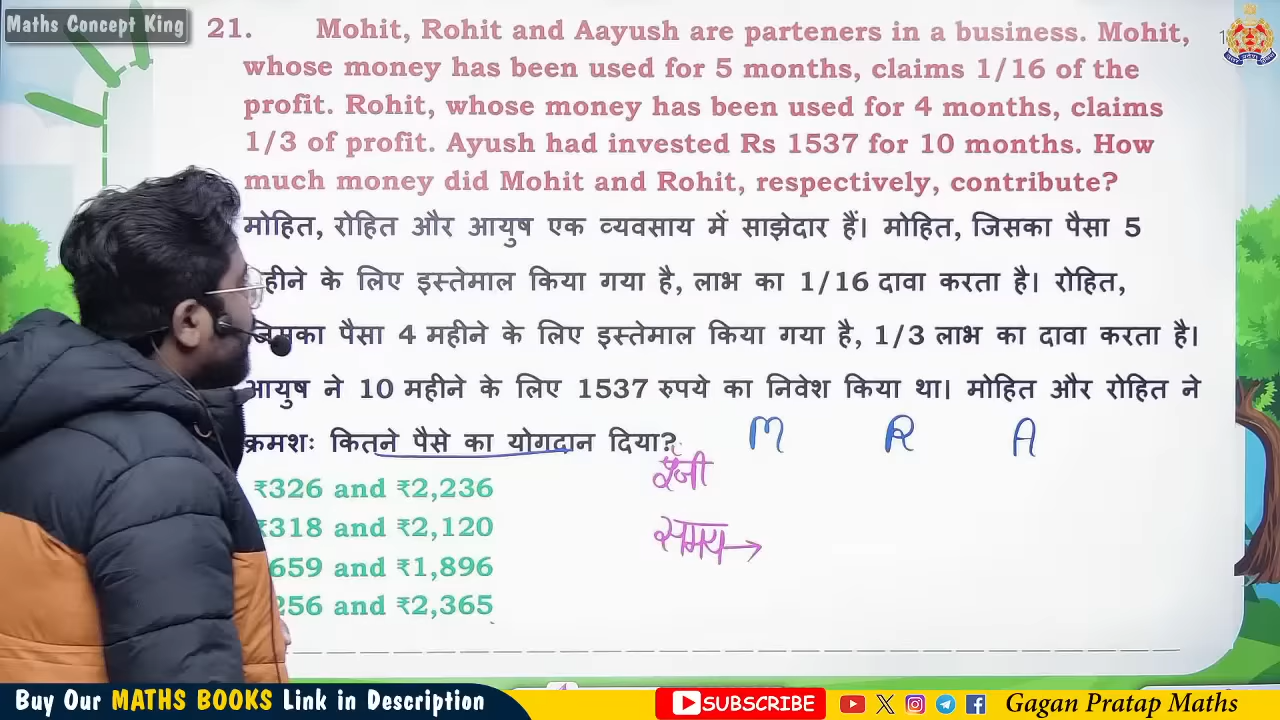 Maths Concept King
21. Mohit, Rohit and Aayush are parteners in a business. Mohit,
whose money has been used for 5 months, claims 1/16 of the
profit. Rohit, whose money has been used for 4 months, claims
1/3 of profit. Ayush had invested Rs 1537 for 10 months. How
much money did Mohit and Rohit, respectively, contribute?
मोहित, रोहित और आयुष एक व्यवसाय में साझेदार हैं। मोहित, जिसका पैसा 5
हीने के लिए इस्तेमाल किया गया है, लाभ का 1/16 दावा करता है। रोहित,
जिसका पैसा 4 महीने के लिए इस्तेमाल किया गया है, 1/3 लाभ का दावा करता है।
आयुष ने 10 महीने के लिए 1537 रुपये का निवेश किया था। मोहित और रोहित ने
क्रमशः कितने पैसे का योगदान दिया?
M R A
पूंजी
समय→
₹326 and ₹2,236
₹318 and ₹2,120
659 and ₹1,896
256 and ₹2,365
Buy Our MATHS BOOKS Link in Description
SUBSCRIBE
Gagan Pratap Maths